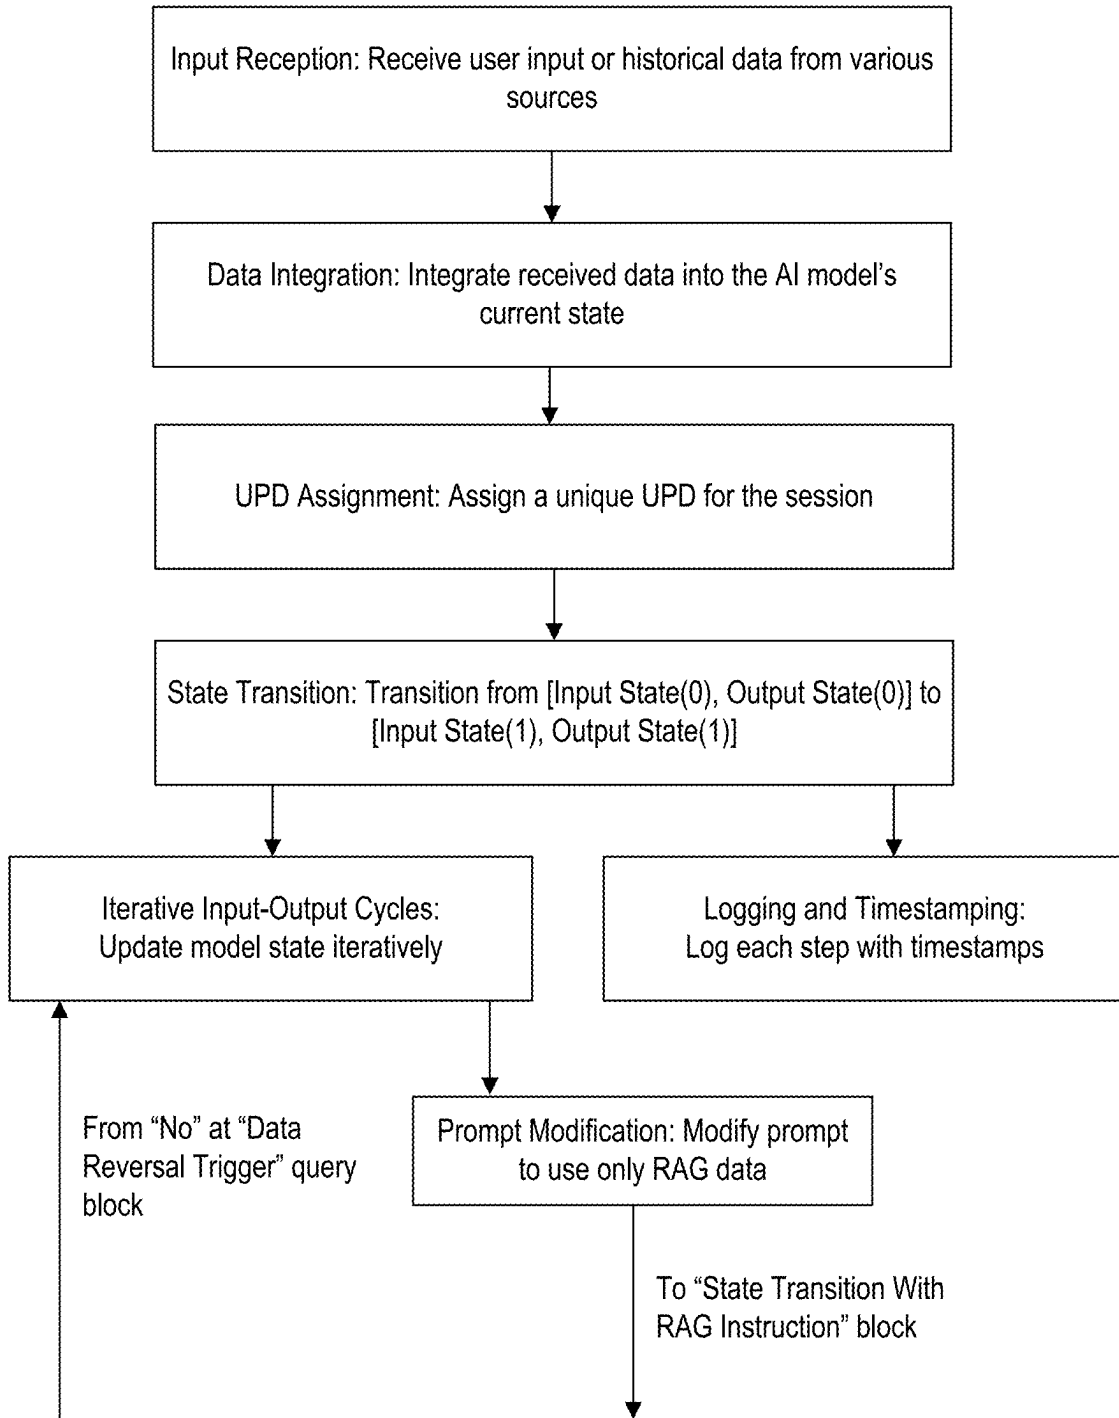 Input Reception: Receive user input or historical data from various
sources
Data Integration: Integrate received data into the AI model’s
current state
UPD Assignment: Assign a unique UPD for the session
State Transition: Transition from [Input State(0), Output State(0)] to
[Input State(1), Output State(1)]
Iterative Input-Output Cycles:
Update model state iteratively
Logging and Timestamping:
Log each step with timestamps
From “No” at “Data
Reversal Trigger” query
block
Prompt Modification: Modify prompt
to use only RAG data
To “State Transition With
RAG Instruction” block